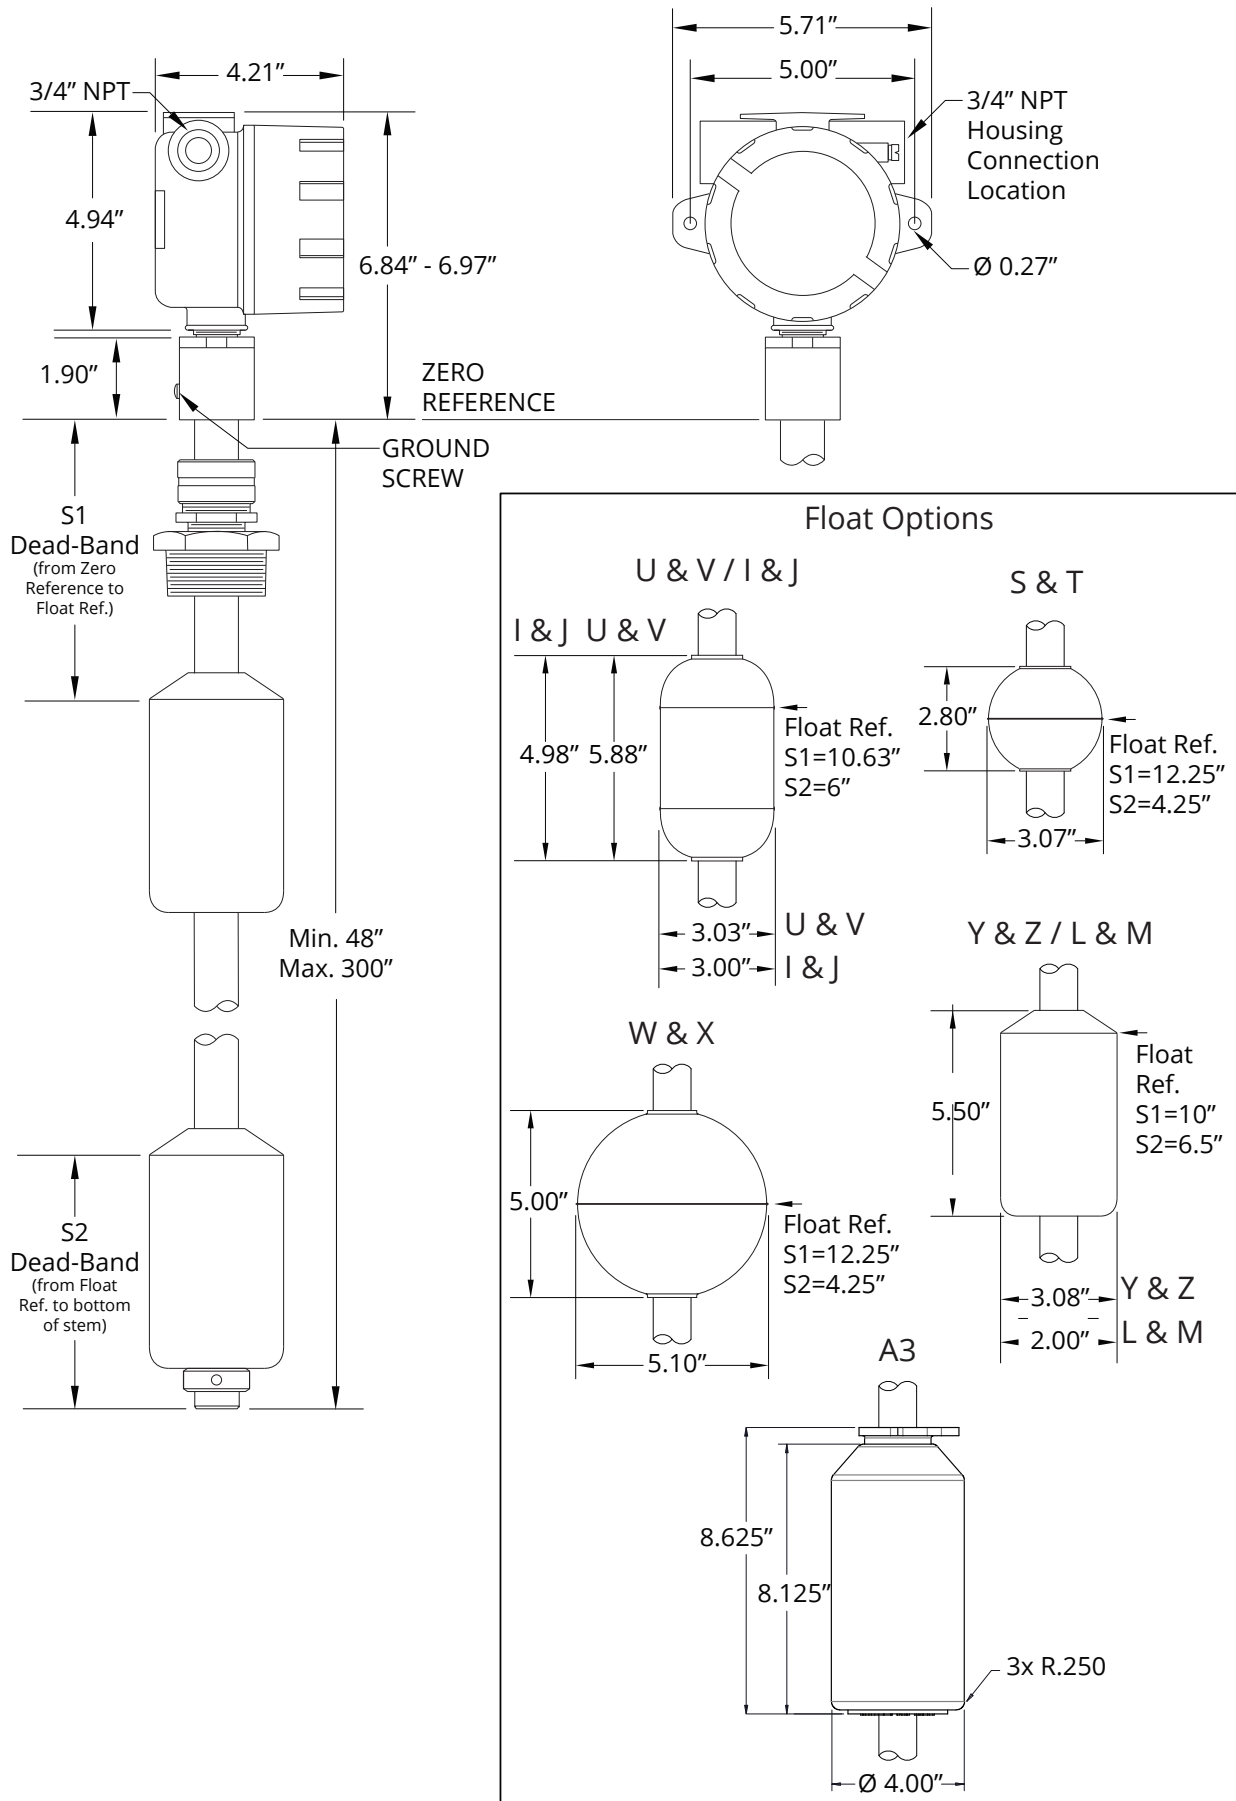 4.21”
3/4” NPT
4.94”
6.84” - 6.97”
1.90”
ZERO
REFERENCE
GROUND
SCREW
S1
Dead-Band
(from Zero
Reference to
Float Ref.)
Min. 48”
Max. 300”
S2
Dead-Band
(from Float
Ref. to bottom
of stem)
5.71”
5.00”
3/4” NPT
Housing
Connection
Location
Ø 0.27”
Float Options
U & V / I & J
I & J U & V
4.98” 5.88”
Float Ref.
S1=10.63”
S2=6”
3.03” U & V
3.00” I & J
S & T
2.80”
Float Ref.
S1=12.25”
S2=4.25”
3.07”
W & X
5.00”
Float Ref.
S1=12.25”
S2=4.25”
5.10”
Y & Z / L & M
5.50”
Float
Ref.
S1=10”
S2=6.5”
3.08” Y & Z
2.00” L & M
A3
8.625”
8.125”
3x R.250
Ø 4.00”